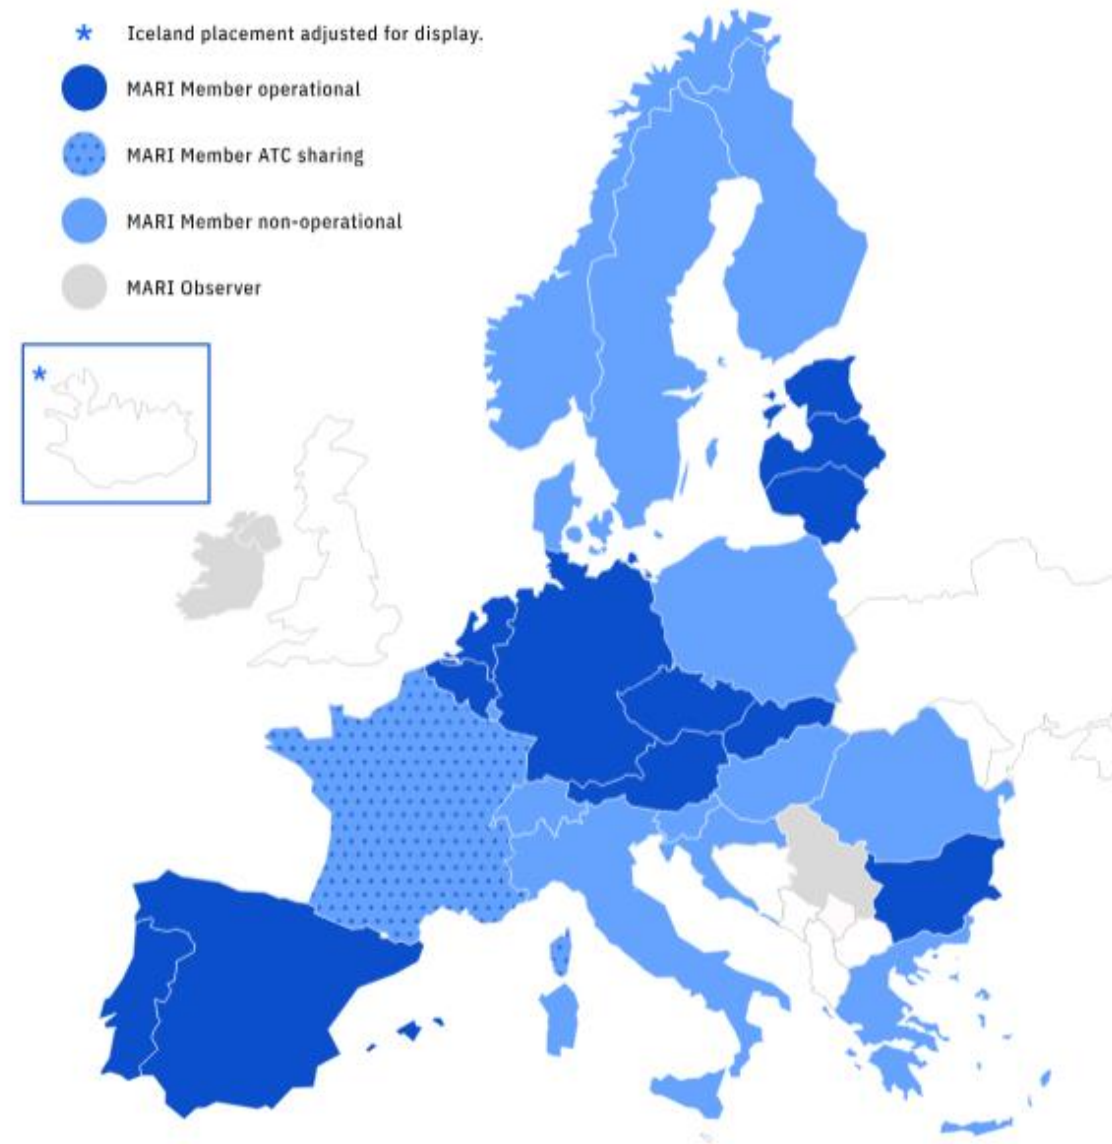 * Iceland placement adjusted for display.
MARI Member operational
MARI Member ATC sharing
MARI Member non-operational
MARI Observer
*